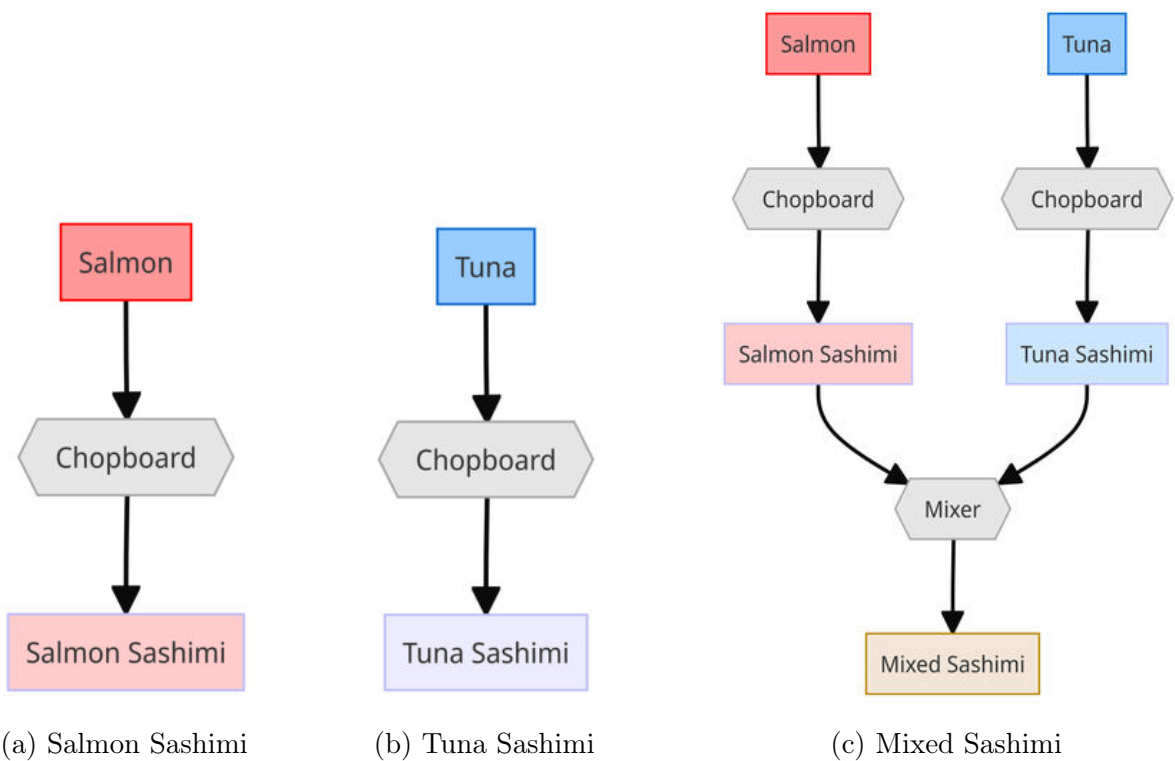 Salmon
Chopboard
Salmon Sashimi
(a) Salmon Sashimi
Tuna
Chopboard
Tuna Sashimi
(b) Tuna Sashimi
Salmon
Tuna
Chopboard
Chopboard
Salmon Sashimi
Tuna Sashimi
Mixer
Mixed Sashimi
(c) Mixed Sashimi